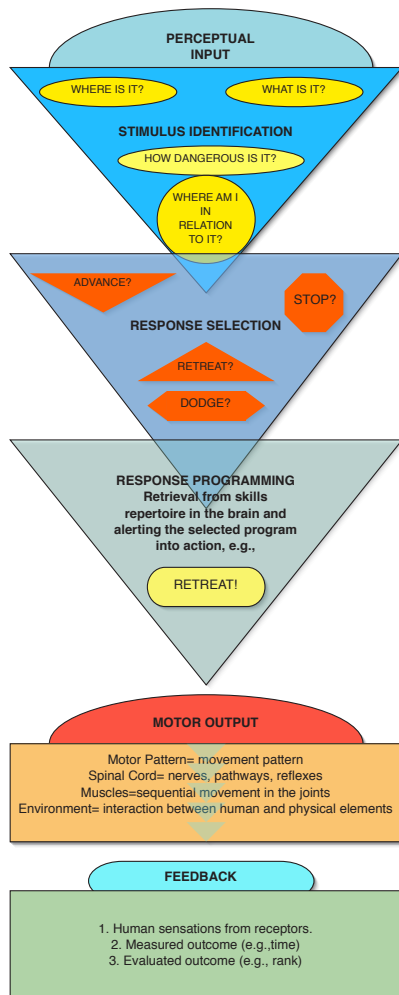 PERCEPTUAL
INPUT
WHERE IS IT?
WHAT IS IT?
STIMULUS IDENTIFICATION
HOW DANGEROUS IS IT?
WHERE AM I
IN
RELATION
TO IT?
ADVANCE?
STOP?
RESPONSE SELECTION
RETREAT?
DODGE?
RESPONSE PROGRAMMING
Retrieval from skills
repertoire in the brain and
alerting the selected program
into action, e.g.,
RETREAT!
MOTOR OUTPUT
Motor Pattern= movement pattern
Spinal Cord= nerves, pathways, reflexes
Muscles=sequential movement in the joints
Environment= interaction between human and physical elements
FEEDBACK
1. Human sensations from receptors.
2. Measured outcome (e.g.,time)
3. Evaluated outcome (e.g., rank)